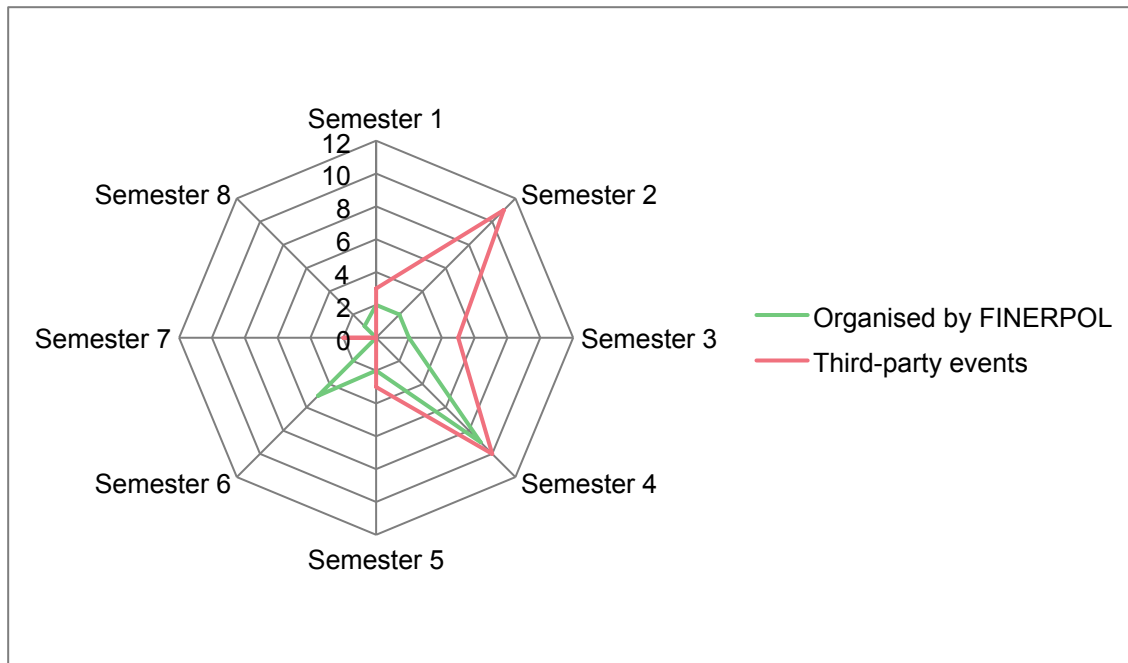 Semester 1
12
10
8
6
4
2
0
Semester 2
Semester 3
Semester 4
Semester 5
Semester 6
Semester 7
Semester 8
Organised by FINERPOL
Third-party events